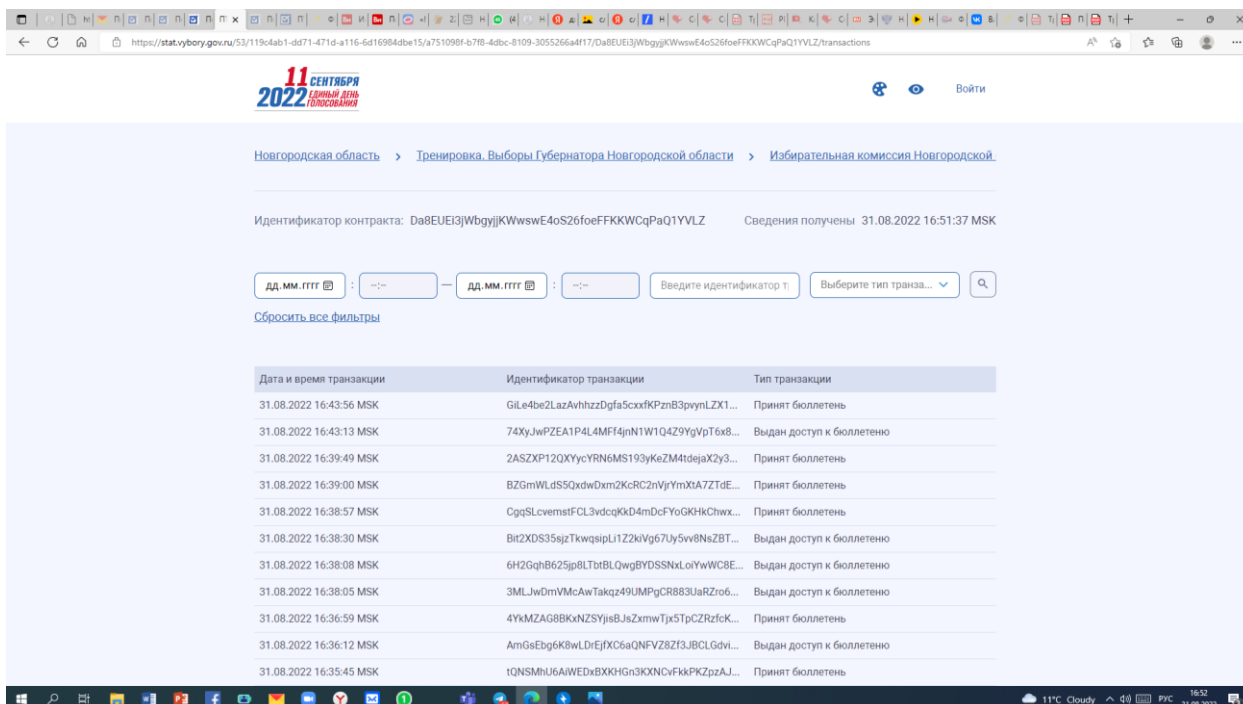 https://stat.vybory.gov.ru/53/119c4ab1-dd71-471d-a116-6d16984dbe15/a751098f-b7f8-4dbc-8109-3055266a4f17/Da8EUEi3jWbgyjjKWwswE4oS26foeFFKKWCqPaQ1YVLZ/transactions
11 СЕНТЯБРЯ
2022 ЕДИНЫЙ ДЕНЬ ГОЛОСОВАНИЯ
Войти
Новгородская область > Тренировка. Выборы Губернатора Новгородской области > Избирательная комиссия Новгородской
Идентификатор контракта: Da8EUEi3jWbgyjjKWwswE4oS26foeFFKKWCqPaQ1YVLZ Сведения получены 31.08.2022 16:51:37 MSK
дд.мм.гггг : --:-- — дд.мм.гггг : --:-- Введите идентификатор т Выберите тип транза...
Сбросить все фильтры
Дата и время транзакции Идентификатор транзакции Тип транзакции
31.08.2022 16:43:56 MSK GiLe4be2LazAvhhzzDgfa5cxxfKPznB3pvynLZX1... Принят бюллетень
31.08.2022 16:43:13 MSK 74XyJwPZEA1P4L4MFf4jnN1W1Q4Z9YgVpT6x8... Выдан доступ к бюллетеню
31.08.2022 16:39:49 MSK 2ASZXP12QXYycYRN6MS193yKeZM4tdejaX2y3... Принят бюллетень
31.08.2022 16:39:00 MSK BZGmWLdS5QxdwDxm2KcRC2nVjrYmXtA7ZTdE... Принят бюллетень
31.08.2022 16:38:57 MSK CgqSLcvemstFCL3vdcqKkD4mDcFYoGKHkChwx... Принят бюллетень
31.08.2022 16:38:30 MSK Bit2XDS35sjzTkwqsipLi1Z2kiVg67Uy5vv8NsZBT... Выдан доступ к бюллетеню
31.08.2022 16:38:08 MSK 6H2GqhB625jp8LTbtBLQwgBYDSSNxLoiYwWC8E... Выдан доступ к бюллетеню
31.08.2022 16:38:05 MSK 3MLJwDmVMcAwTakqz49UMPgCR883UaRZro6... Выдан доступ к бюллетеню
31.08.2022 16:36:59 MSK 4YkMZAG8BKxNZSYjisBJsZxmwTjx5TpCZRzfcK... Принят бюллетень
31.08.2022 16:36:12 MSK AmGsEbg6K8wLDrEjfXC6aQNFVZ8Zf3JBCLGdvi... Выдан доступ к бюллетеню
31.08.2022 16:35:45 MSK tQNSMhU6AiWEDxBXKHGn3KXNCvFkkPKZpzAJ... Принят бюллетень
11°C Cloudy РУС 16:52
31.08.2022